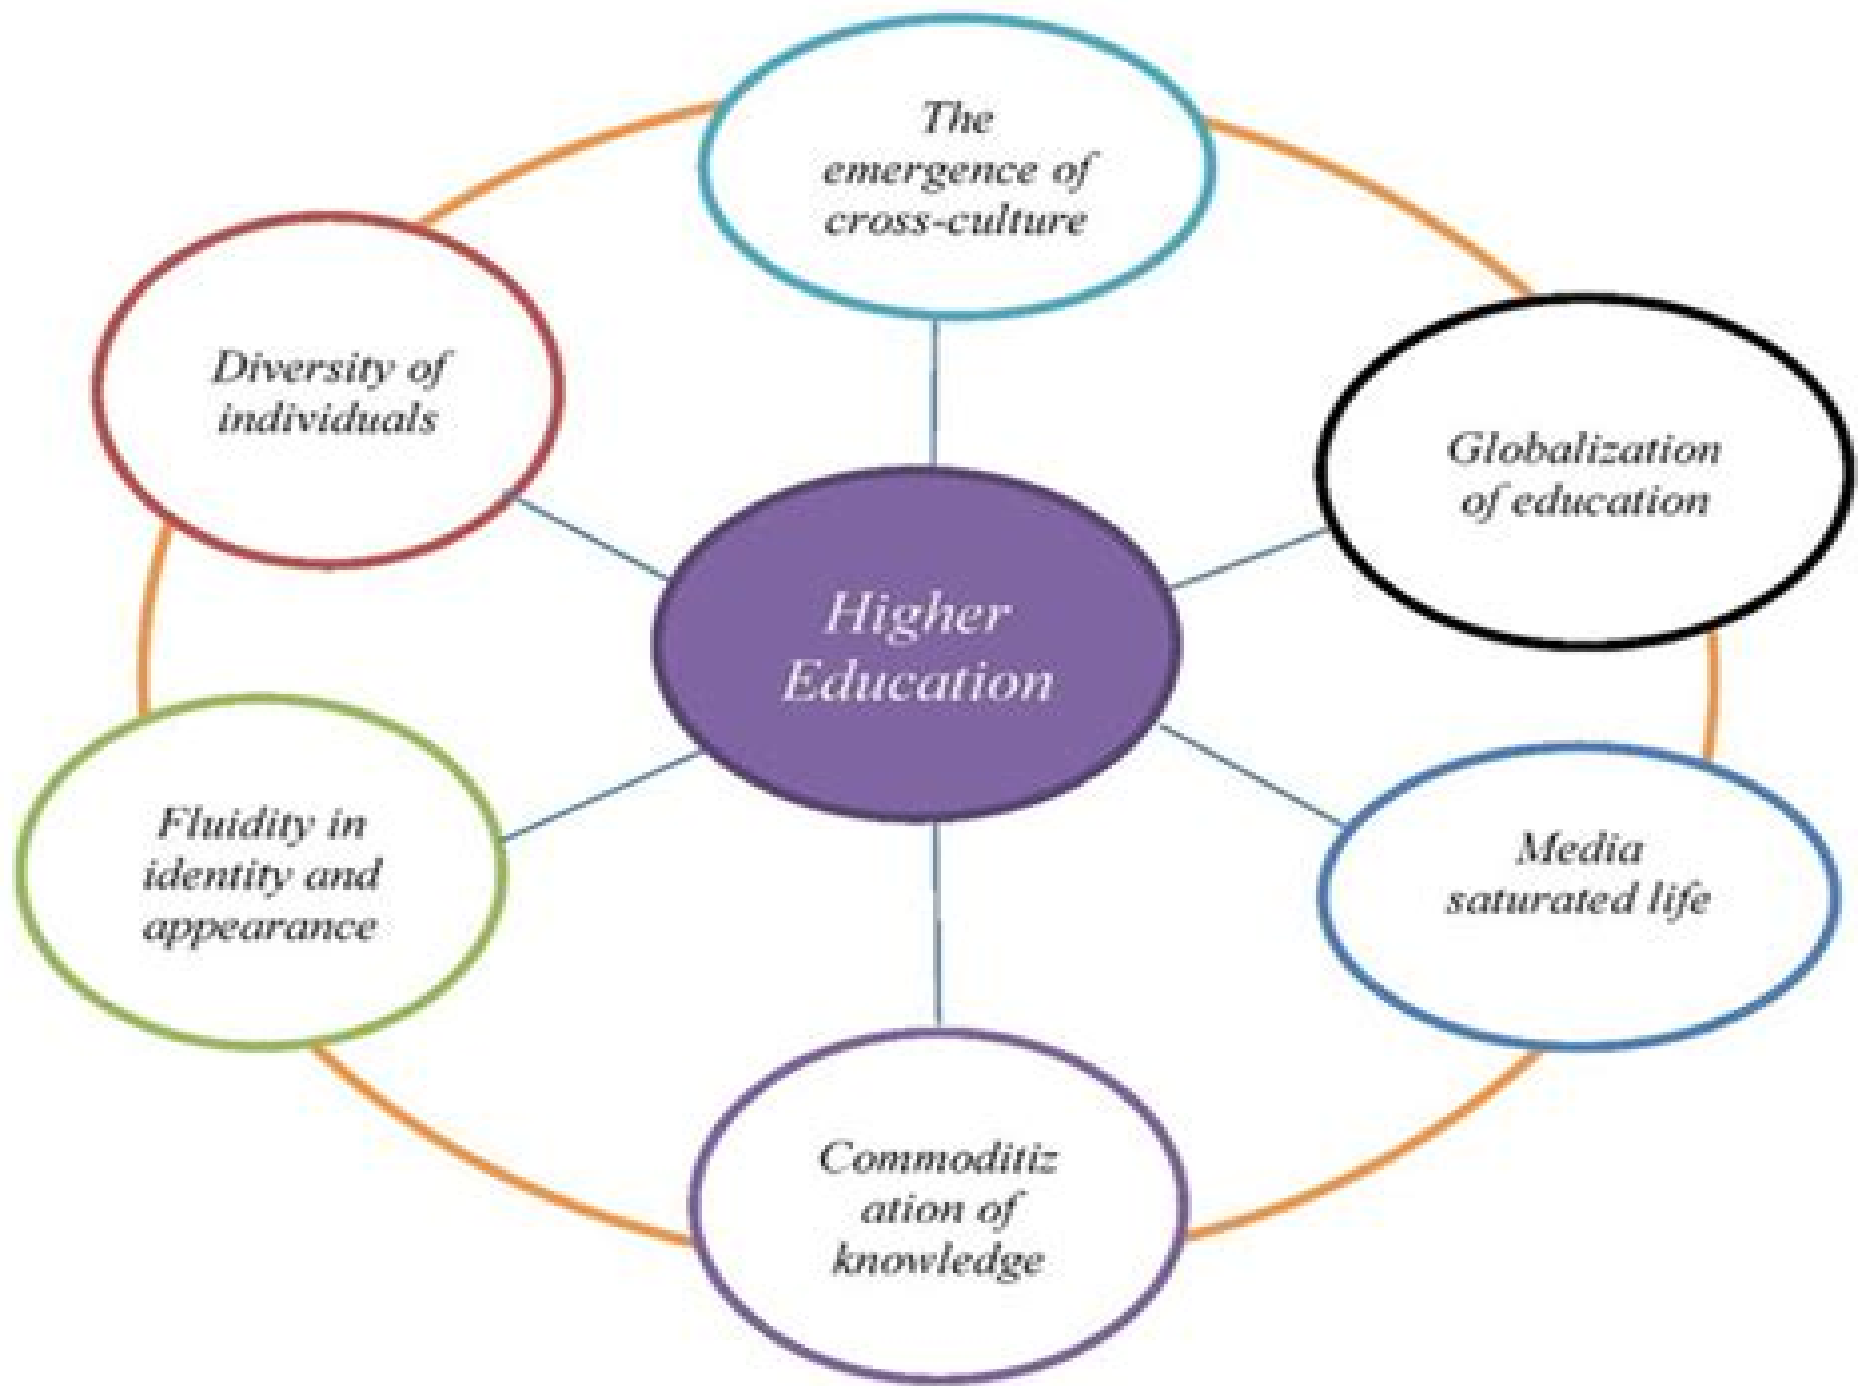 The
emergence of
cross-culture
Diversity of
individuals
Globalization
of education
Higher
Education
Fluidity in
identity and
appearance
Media
saturated life
Commoditiz
ation of
knowledge